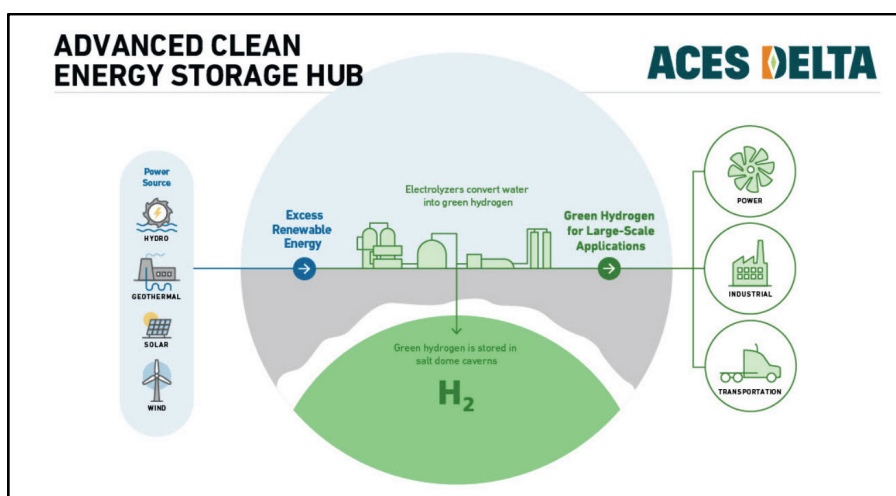 ADVANCED CLEAN
ENERGY STORAGE HUB
ACES DELTA
Power
Source
HYDRO
GEOTHERMAL
SOLAR
WIND
Excess
Renewable
Energy
Electrolyzers convert water
into green hydrogen
Green Hydrogen
for Large-Scale
Applications
Green hydrogen is stored in
salt dome caverns
H₂
POWER
INDUSTRIAL
TRANSPORTATION